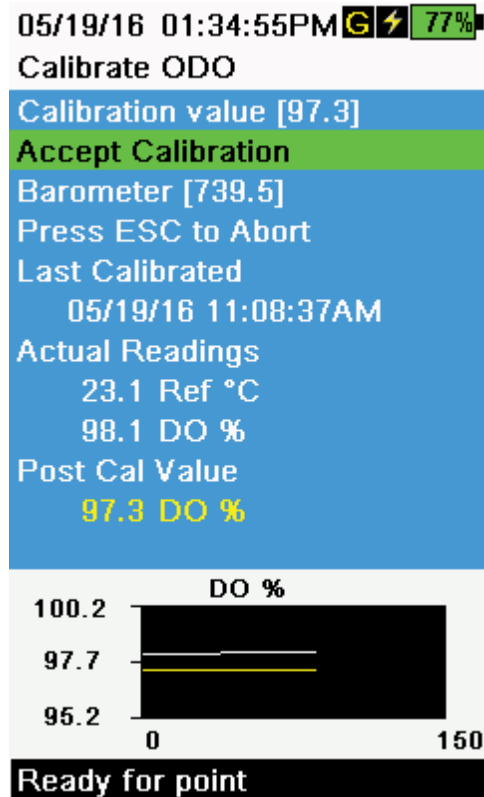 05/19/16 01:34:55PM G 77%
Calibrate ODO
Calibration value [97.3]
Accept Calibration
Barometer [739.5]
Press ESC to Abort
Last Calibrated
05/19/16 11:08:37AM
Actual Readings
23.1 Ref °C
98.1 DO %
Post Cal Value
97.3 DO %
DO %
100.2
97.7
95.2
0 150
Ready for point